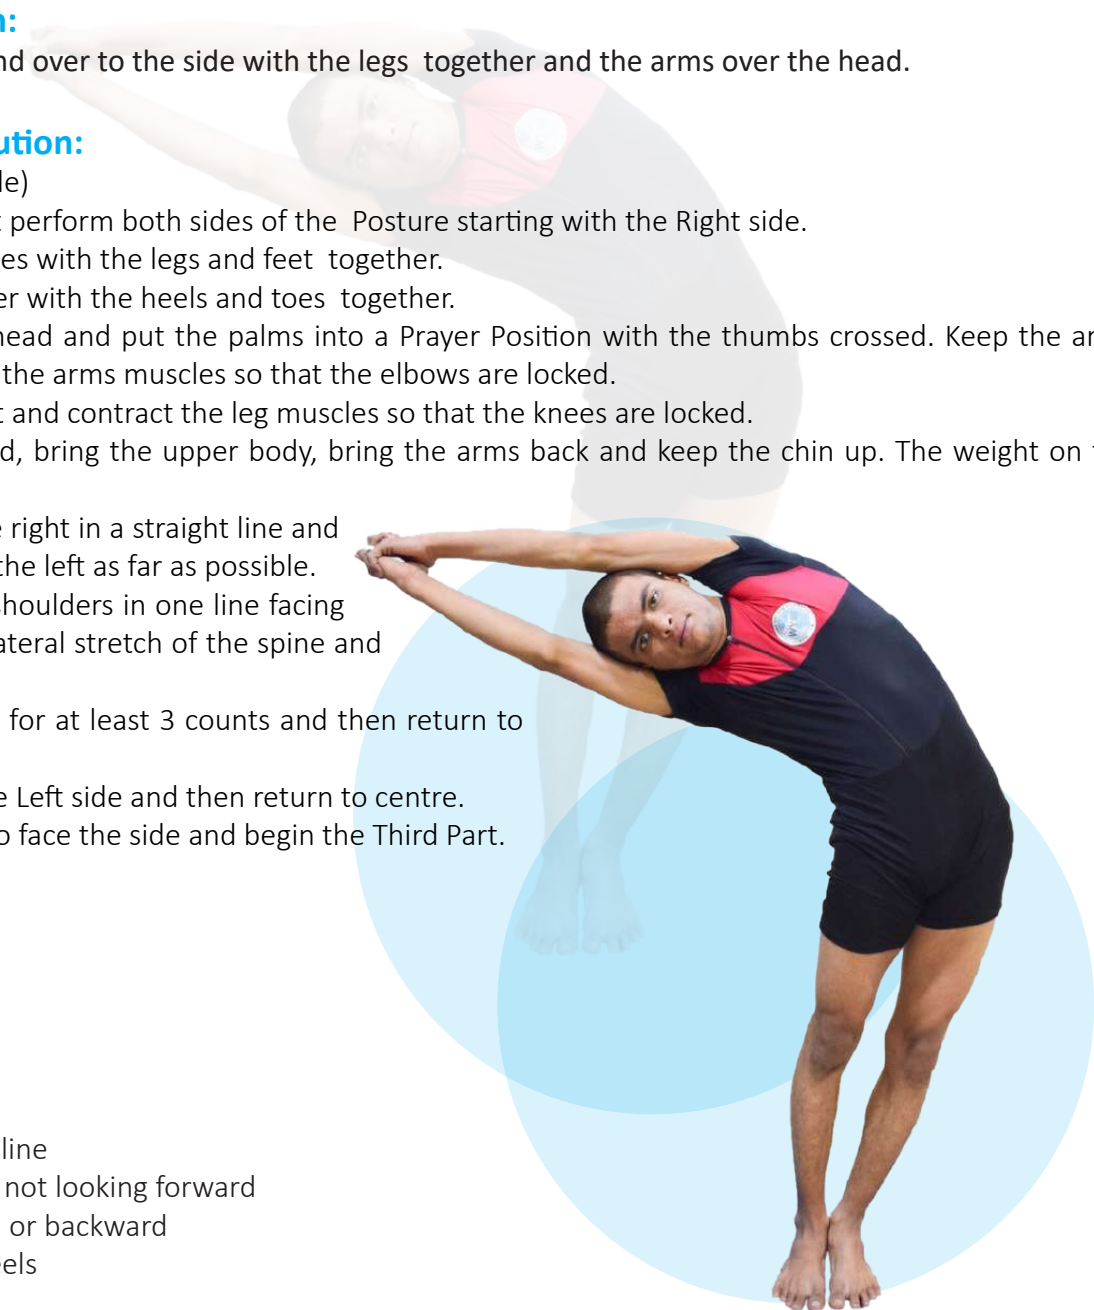 n:
nd over to the side with the legs together and the arms over the head.
ution:
le)
t perform both sides of the Posture starting with the Right side.
es with the legs and feet together.
er with the heels and toes together.
head and put the palms into a Prayer Position with the thumbs crossed. Keep the ar
the arms muscles so that the elbows are locked.
t and contract the leg muscles so that the knees are locked.
d, bring the upper body, bring the arms back and keep the chin up. The weight on t
e right in a straight line and
the left as far as possible.
shoulders in one line facing
ateral stretch of the spine and
for at least 3 counts and then return to
e Left side and then return to centre.
o face the side and begin the Third Part.
line
not looking forward
or backward
eels